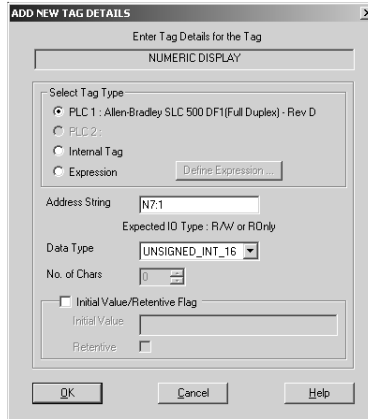 ADD NEW TAG DETAILS
Enter Tag Details for the Tag
NUMERIC DISPLAY
Select Tag Type
PLC 1 : Allen-Bradley SLC 500 DF1(Full Duplex) - Rev D
PLC 2 :
Internal Tag
Expression
Define Expression ...
Address String
N7:1
Expected IO Type : R/W or ROnly
Data Type
UNSIGNED_INT_16
No. of Chars
0
Initial Value/Retentive Flag
Initial Value
Retentive
OK
Cancel
Help